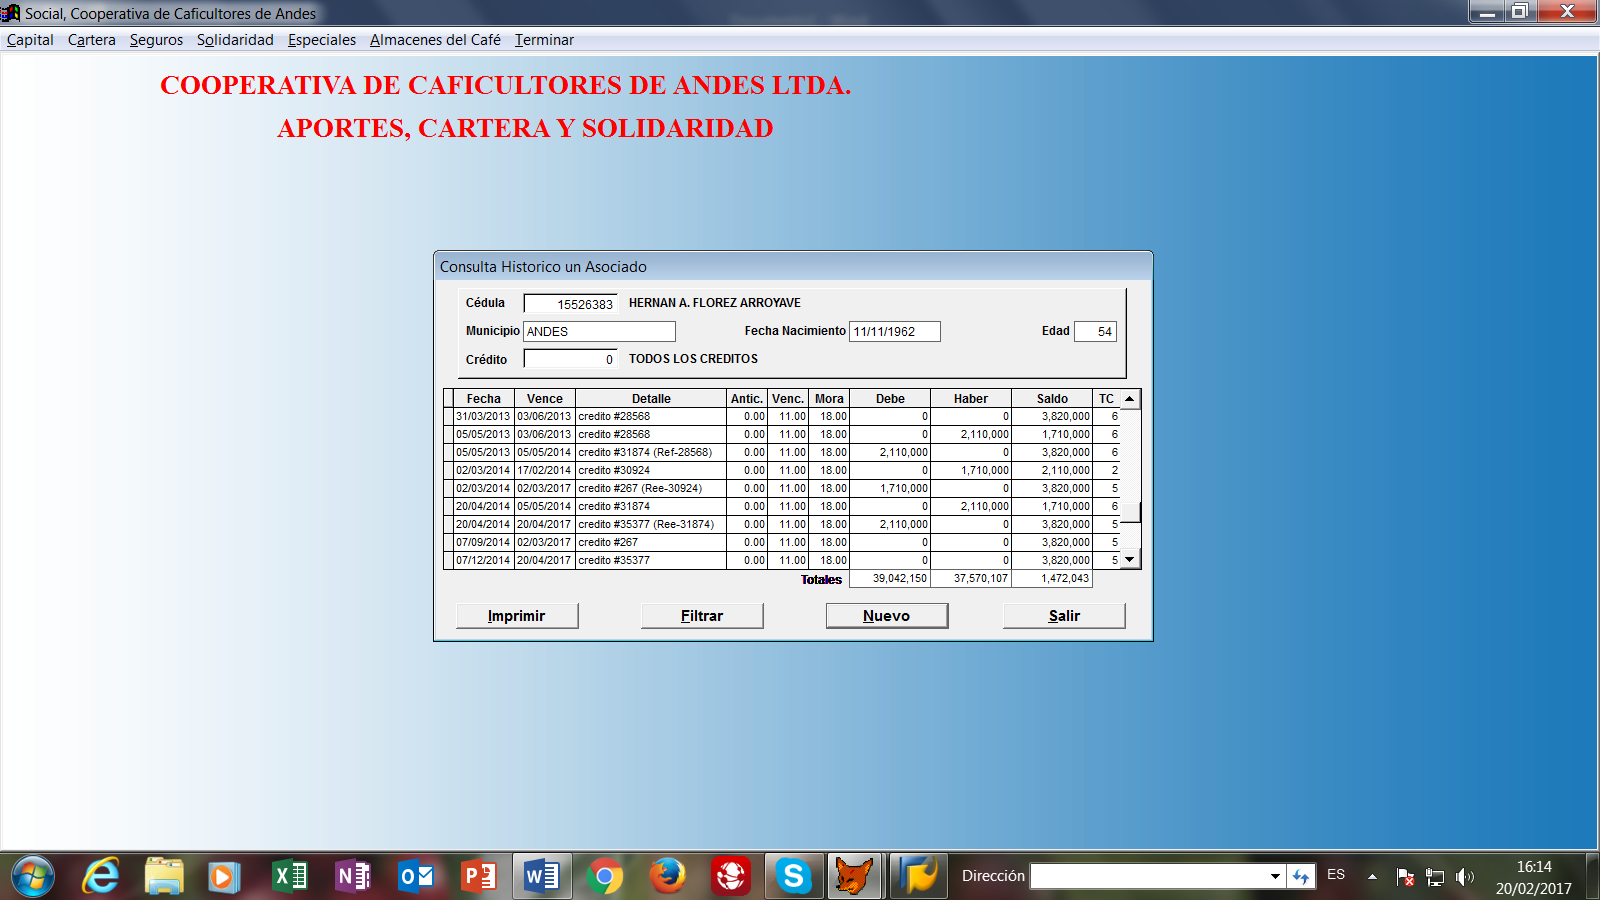 Social, Cooperativa de Caficultores de Andes
Capital Cartera Seguros Solidaridad Especiales Almacenes del Café Terminar
COOPERATIVA DE CAFICULTORES DE ANDES LTDA.
APORTES, CARTERA Y SOLIDARIDAD
Consulta Historico un Asociado
Cédula 15526383 HERNAN A. FLOREZ ARROYAVE
Municipio ANDES Fecha Nacimiento 11/11/1962 Edad 54
Crédito 0 TODOS LOS CREDITOS
Fecha Vence Detalle Antic. Venc. Mora Debe Haber Saldo TC
31/03/2013 03/06/2013 credito #28568 0.00 11.00 18.00 0 0 3,820,000 6
05/05/2013 03/06/2013 credito #28568 0.00 11.00 18.00 0 2,110,000 1,710,000 6
05/05/2013 05/05/2014 credito #31874 (Ref-28568) 0.00 11.00 18.00 2,110,000 0 3,820,000 6
02/03/2014 17/02/2014 credito #30924 0.00 11.00 18.00 0 1,710,000 2,110,000 2
02/03/2014 02/03/2017 credito #267 (Ree-30924) 0.00 11.00 18.00 1,710,000 0 3,820,000 5
20/04/2014 05/05/2014 credito #31874 0.00 11.00 18.00 0 2,110,000 1,710,000 6
20/04/2014 20/04/2017 credito #35377 (Ree-31874) 0.00 11.00 18.00 2,110,000 0 3,820,000 5
07/09/2014 02/03/2017 credito #267 0.00 11.00 18.00 0 0 3,820,000 5
07/12/2014 20/04/2017 credito #35377 0.00 11.00 18.00 0 0 3,820,000 5
Totales 39,042,150 37,570,107 1,472,043
Imprimir Filtrar Nuevo Salir
Dirección ES 16:14
20/02/2017